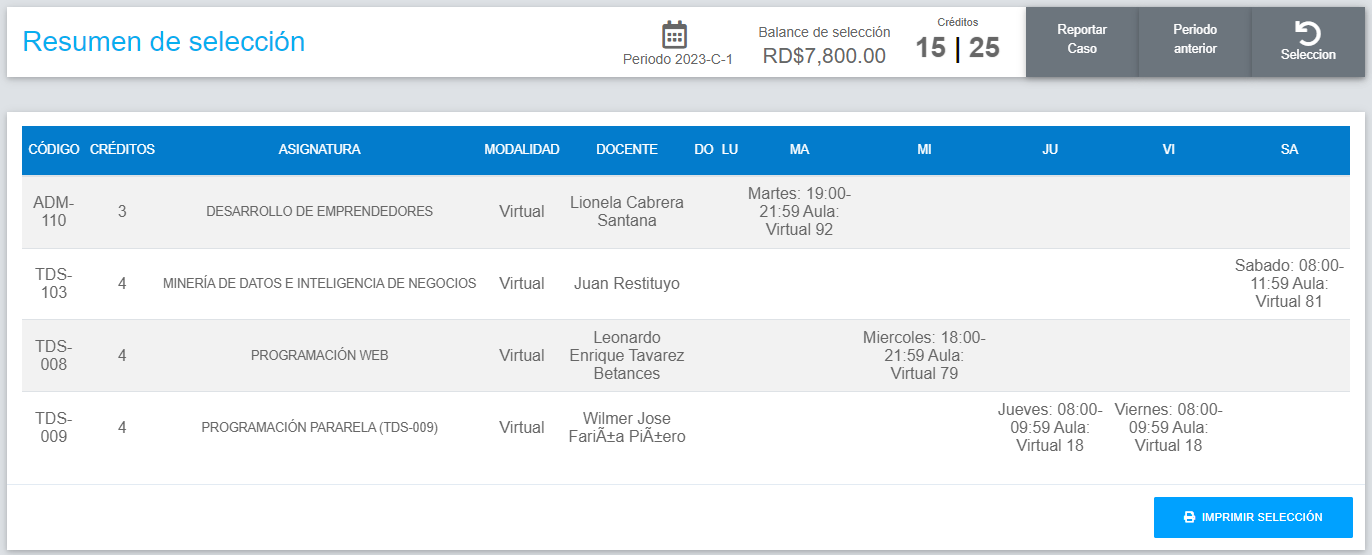 Resumen de selección
Periodo 2023-C-1
Balance de selección
RD$7,800.00
Créditos
15 | 25
Reportar
Caso
Periodo
anterior
Seleccion
CÓDIGO CRÉDITOS ASIGNATURA MODALIDAD DOCENTE DO LU MA MI JU VI SA
ADM-
110
3
DESARROLLO DE EMPRENDEDORES
Virtual
Lionela Cabrera
Santana
Martes: 19:00-
21:59 Aula:
Virtual 92
TDS-
103
4
MINERÍA DE DATOS E INTELIGENCIA DE NEGOCIOS
Virtual
Juan Restituyo
Sabado: 08:00-
11:59 Aula:
Virtual 81
TDS-
008
4
PROGRAMACIÓN WEB
Virtual
Leonardo
Enrique Tavarez
Betances
Miercoles: 18:00-
21:59 Aula:
Virtual 79
TDS-
009
4
PROGRAMACIÓN PARARELA (TDS-009)
Virtual
Wilmer Jose
FariÃ±a PiÃ±ero
Jueves: 08:00-
09:59 Aula:
Virtual 18
Viernes: 08:00-
09:59 Aula:
Virtual 18
IMPRIMIR SELECCIÓN